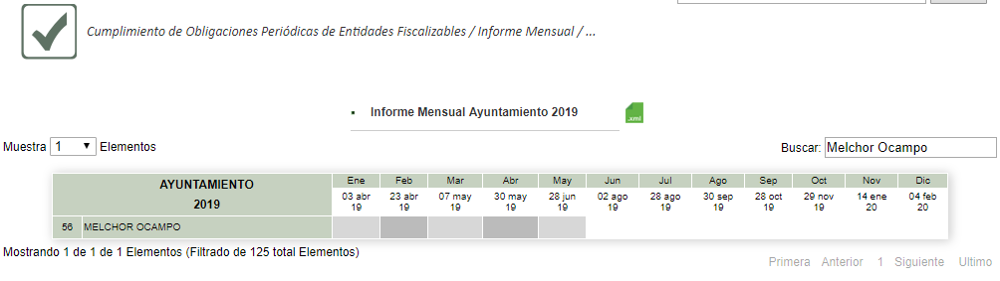 Cumplimiento de Obligaciones Periódicas de Entidades Fiscalizables / Informe Mensual / ...
Informe Mensual Ayuntamiento 2019
.xml
Muestra 1 Elementos Buscar: Melchor Ocampo
AYUNTAMIENTO 2019 Ene Feb Mar Abr May Jun Jul Ago Sep Oct Nov Dic
03 abr 19 23 abr 19 07 may 19 30 may 19 28 jun 19 02 ago 19 28 ago 19 30 sep 19 28 oct 19 29 nov 19 14 ene 20 04 feb 20
56 MELCHOR OCAMPO
Mostrando 1 de 1 de 1 Elementos (Filtrado de 125 total Elementos)
Primera Anterior 1 Siguiente Ultimo